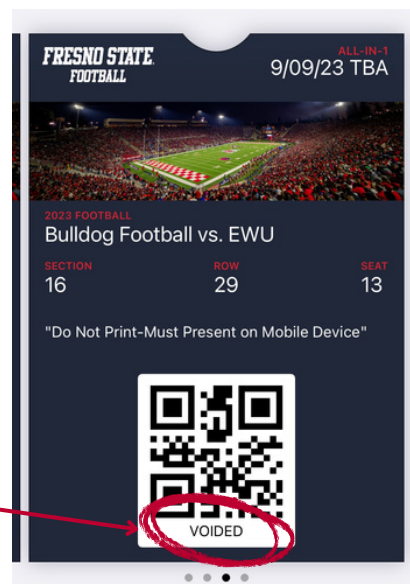 FRESNO STATE.
FOOTBALL
ALL-IN-1
9/09/23 TBA
2023 FOOTBALL
Bulldog Football vs. EWU
SECTION ROW SEAT
16 29 13
"Do Not Print-Must Present on Mobile Device"
VOIDED